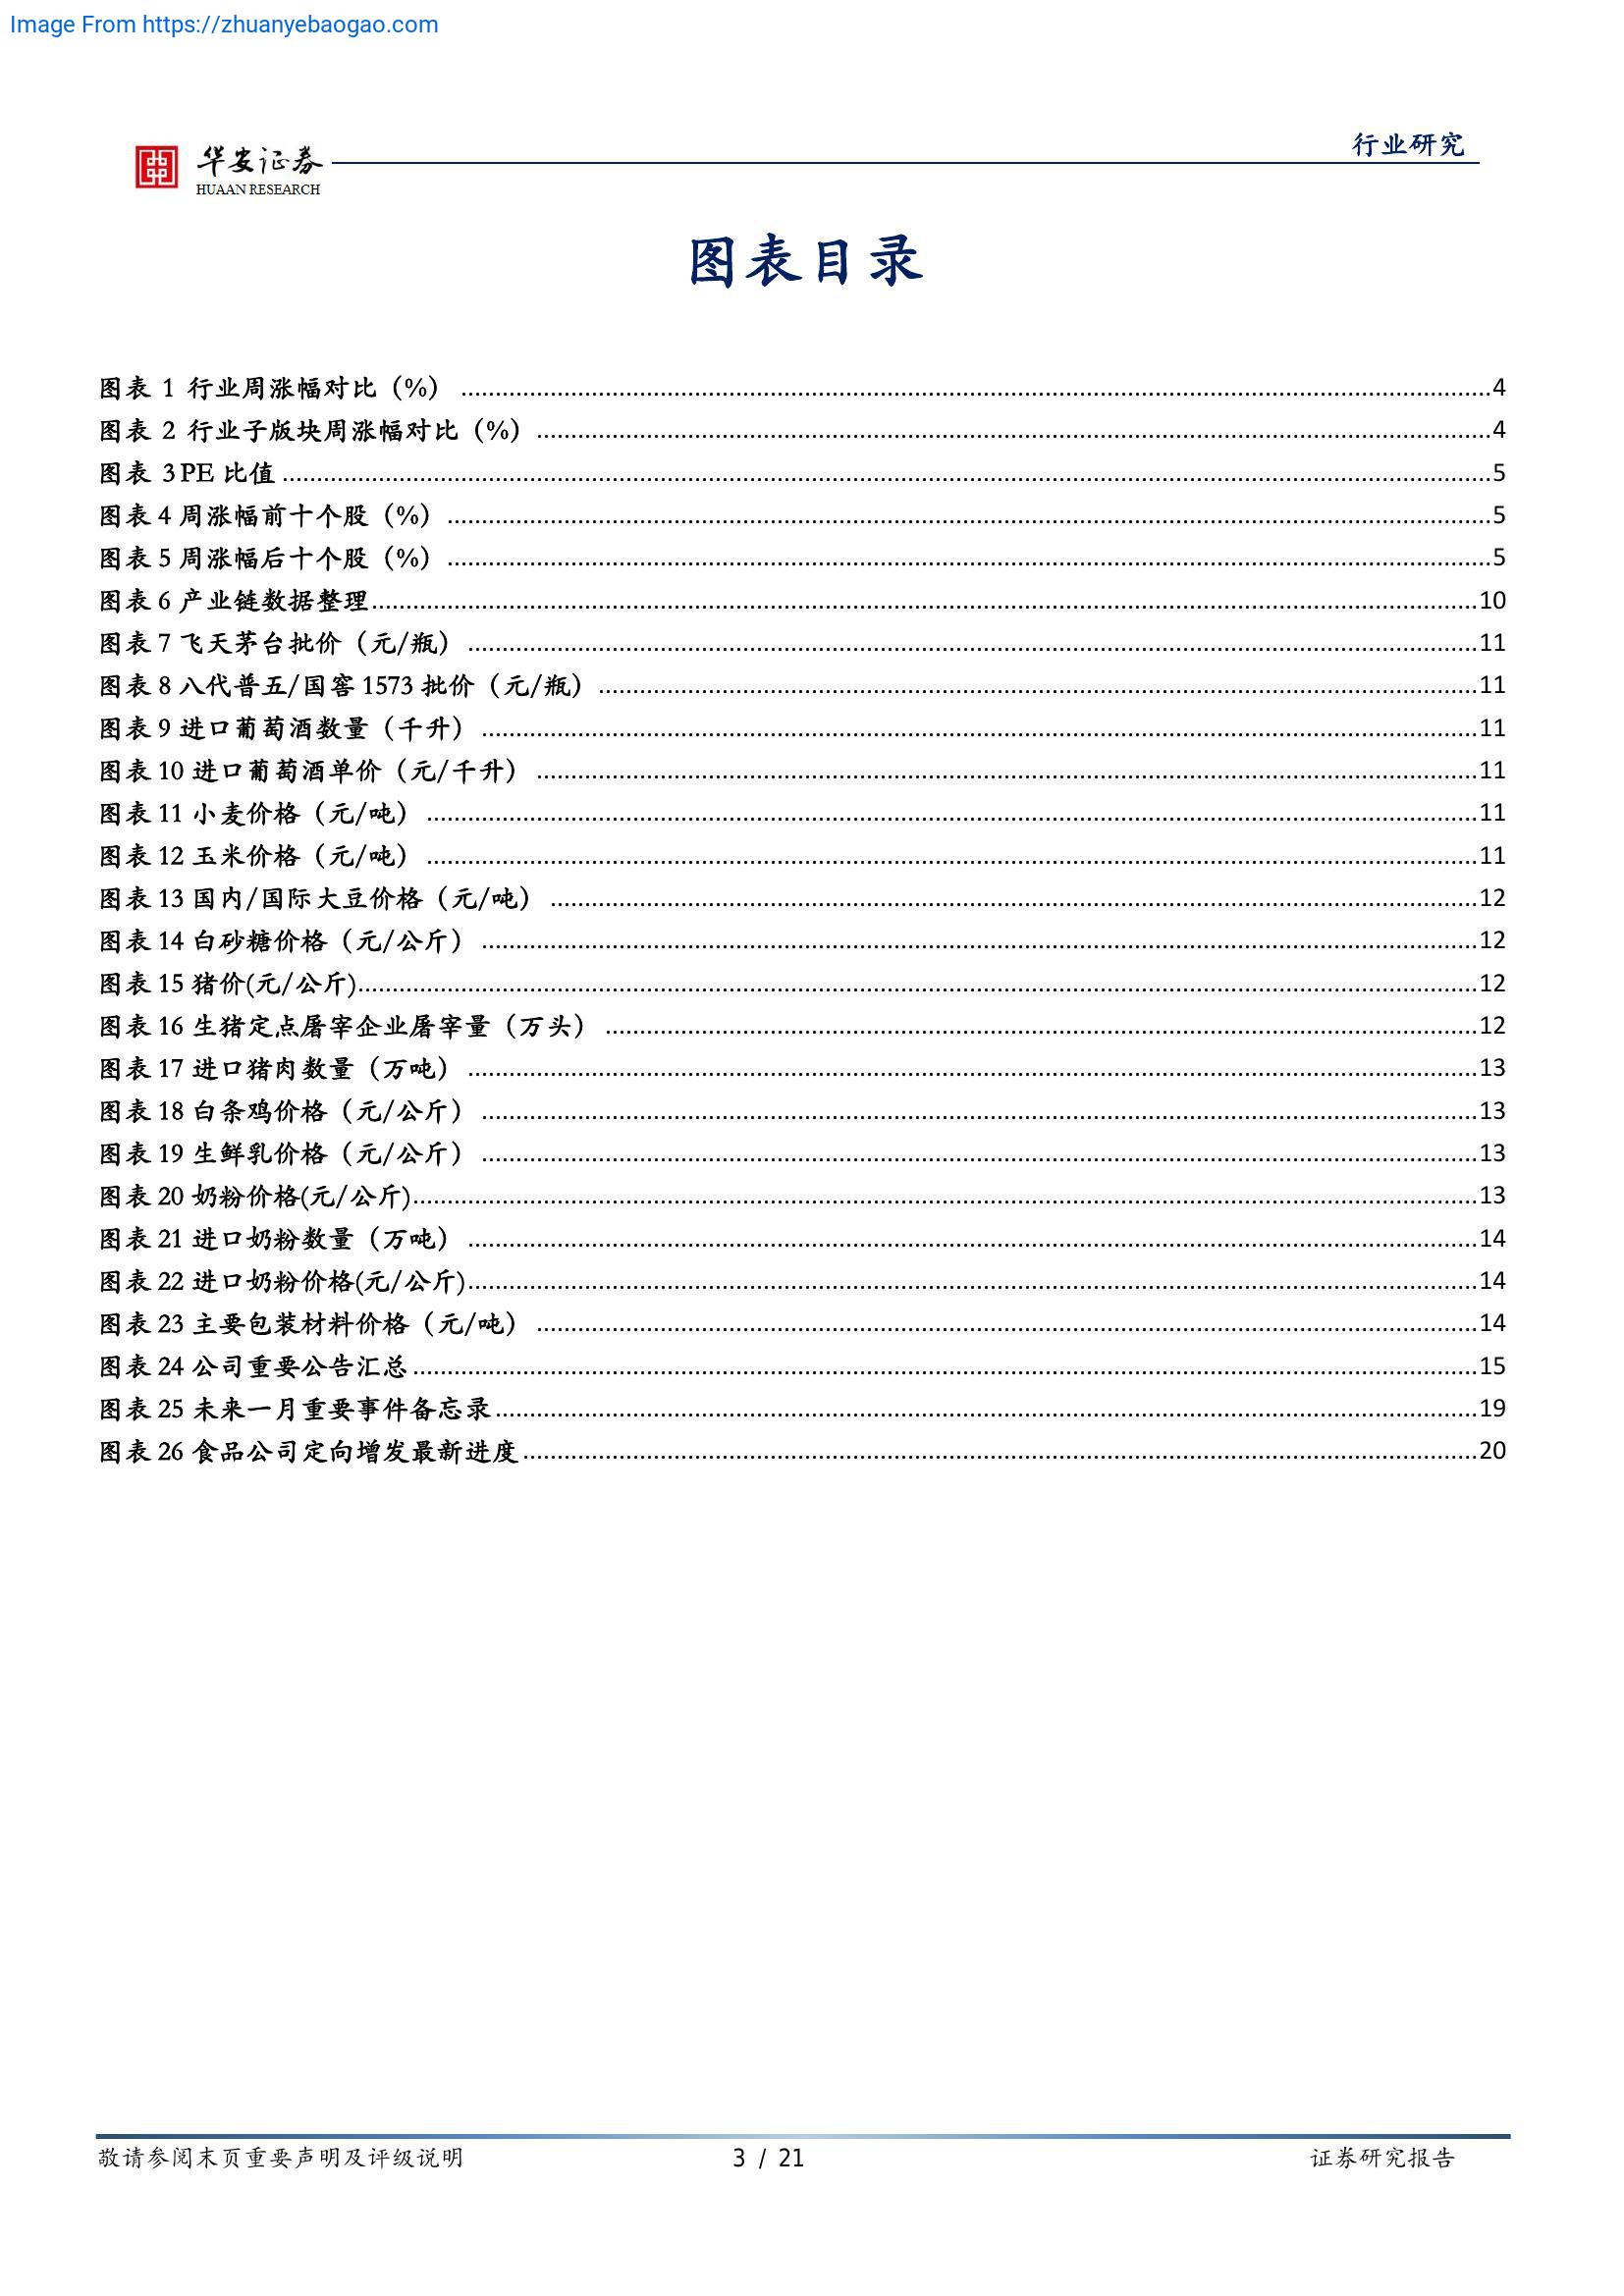 Image From https://zhuanyebaogao.com
行业研究
华安证券
HUAAN RESEARCH
图表目录
图表 1 行业周涨幅对比（%） ........ 4
图表 2 行业子版块周涨幅对比（%） ........ 4
图表 3 PE 比值 ........ 5
图表 4 周涨幅前十个股（%） ........ 5
图表 5 周涨幅后十个股（%） ........ 5
图表 6 产业链数据整理 ........ 10
图表 7 飞天茅台批价（元/瓶） ........ 11
图表 8 八代普五/国窖 1573 批价（元/瓶） ........ 11
图表 9 进口葡萄酒数量（千升） ........ 11
图表 10 进口葡萄酒单价（元/千升） ........ 11
图表 11 小麦价格（元/吨） ........ 11
图表 12 玉米价格（元/吨） ........ 11
图表 13 国内/国际大豆价格（元/吨） ........ 12
图表 14 白砂糖价格（元/公斤） ........ 12
图表 15 猪价(元/公斤) ........ 12
图表 16 生猪定点屠宰企业屠宰量（万头） ........ 12
图表 17 进口猪肉数量（万吨） ........ 13
图表 18 白条鸡价格（元/公斤） ........ 13
图表 19 生鲜乳价格（元/公斤） ........ 13
图表 20 奶粉价格(元/公斤) ........ 13
图表 21 进口奶粉数量（万吨） ........ 14
图表 22 进口奶粉价格(元/公斤) ........ 14
图表 23 主要包装材料价格（元/吨） ........ 14
图表 24 公司重要公告汇总 ........ 15
图表 25 未来一月重要事件备忘录 ........ 19
图表 26 食品公司定向增发最新进度 ........ 20
敬请参阅末页重要声明及评级说明 3 / 21 证券研究报告